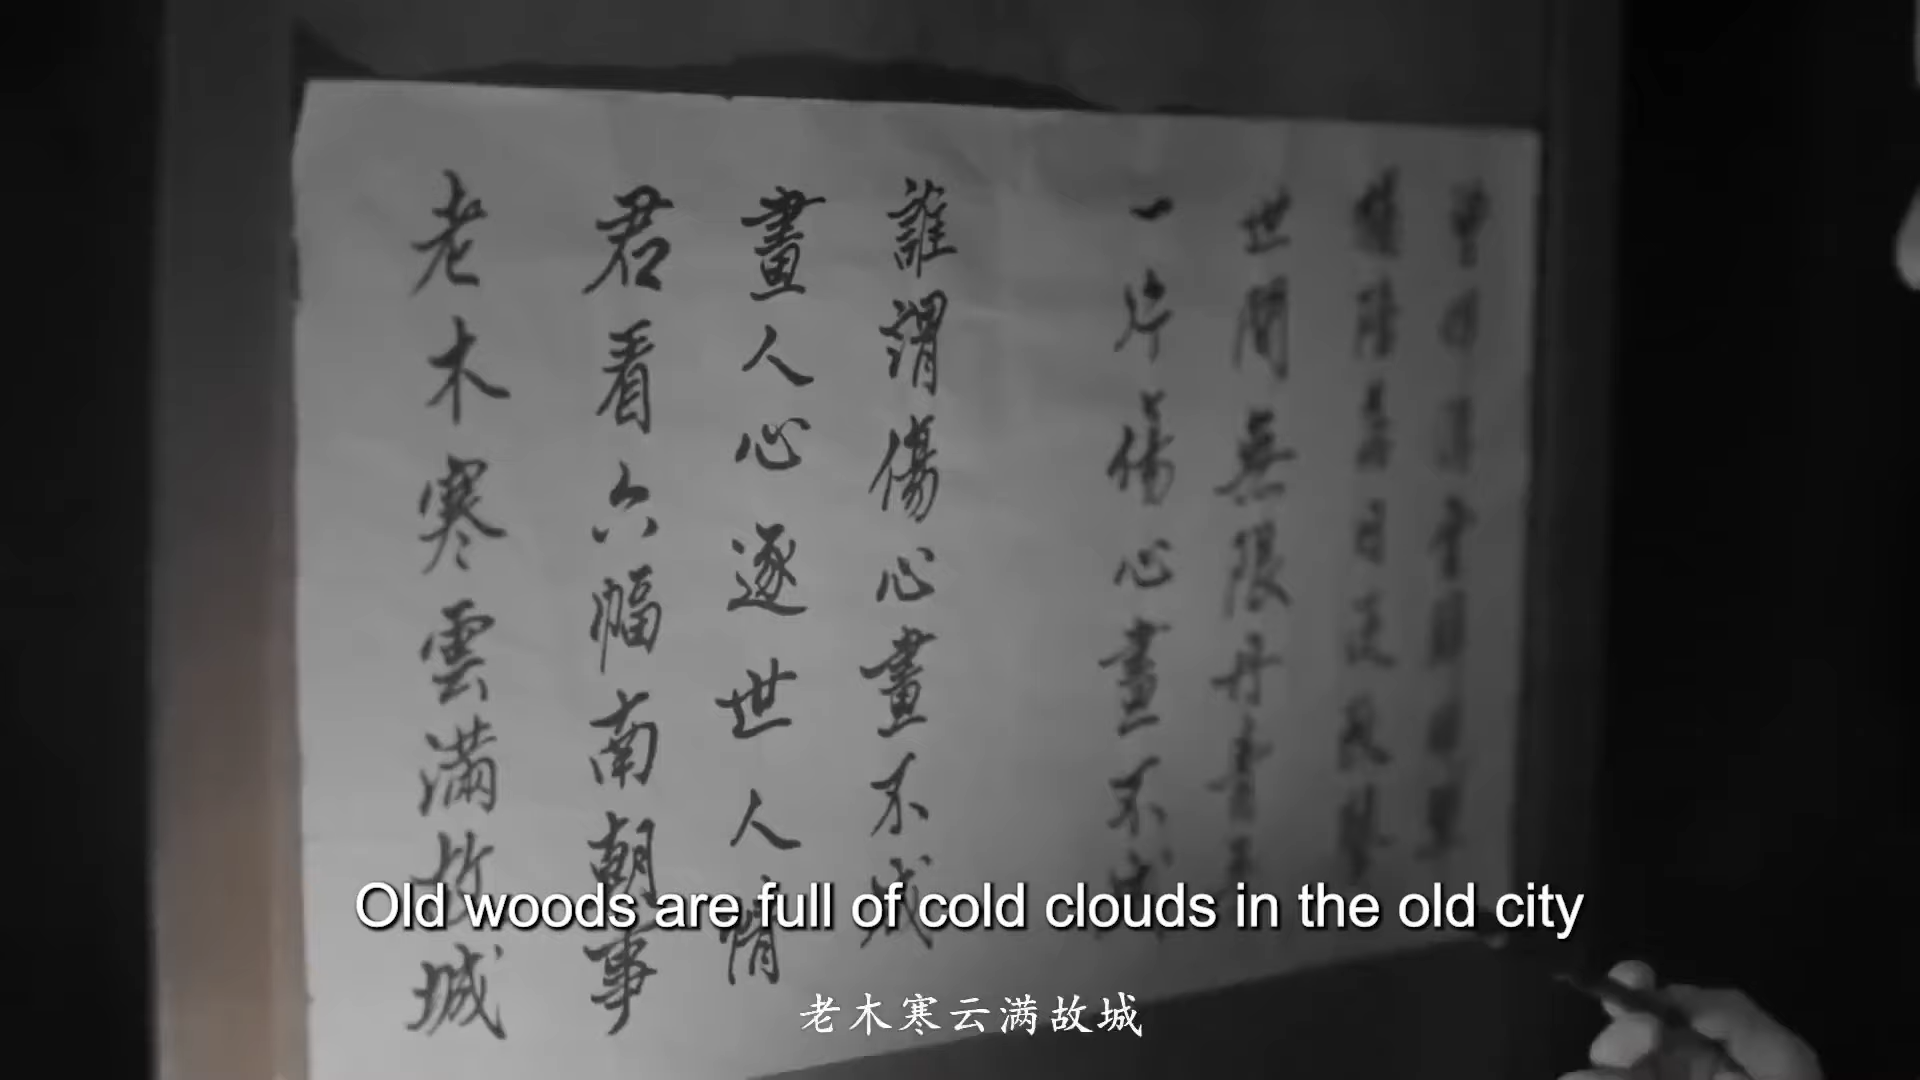 世間無限丹青手
一片傷心畫不成
誰謂傷心畫不成
畫人心逐世人情
君看六幅南朝事
老木寒雲滿故城
Old woods are full of cold clouds in the old city
老木寒云满故城